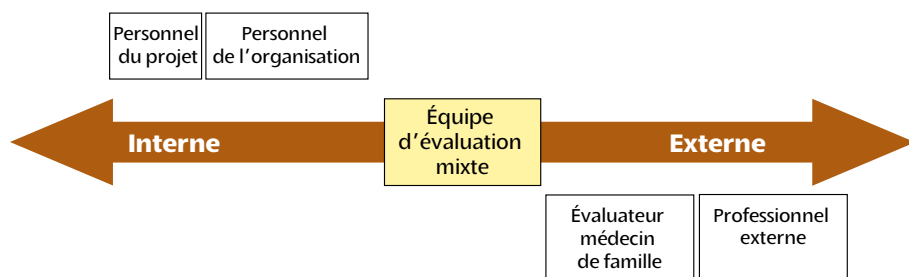 Personnel
du projet
Personnel
de l'organisation
Interne
Équipe
d'évaluation
mixte
Externe
Évaluateur
médecin
de famille
Professionnel
externe